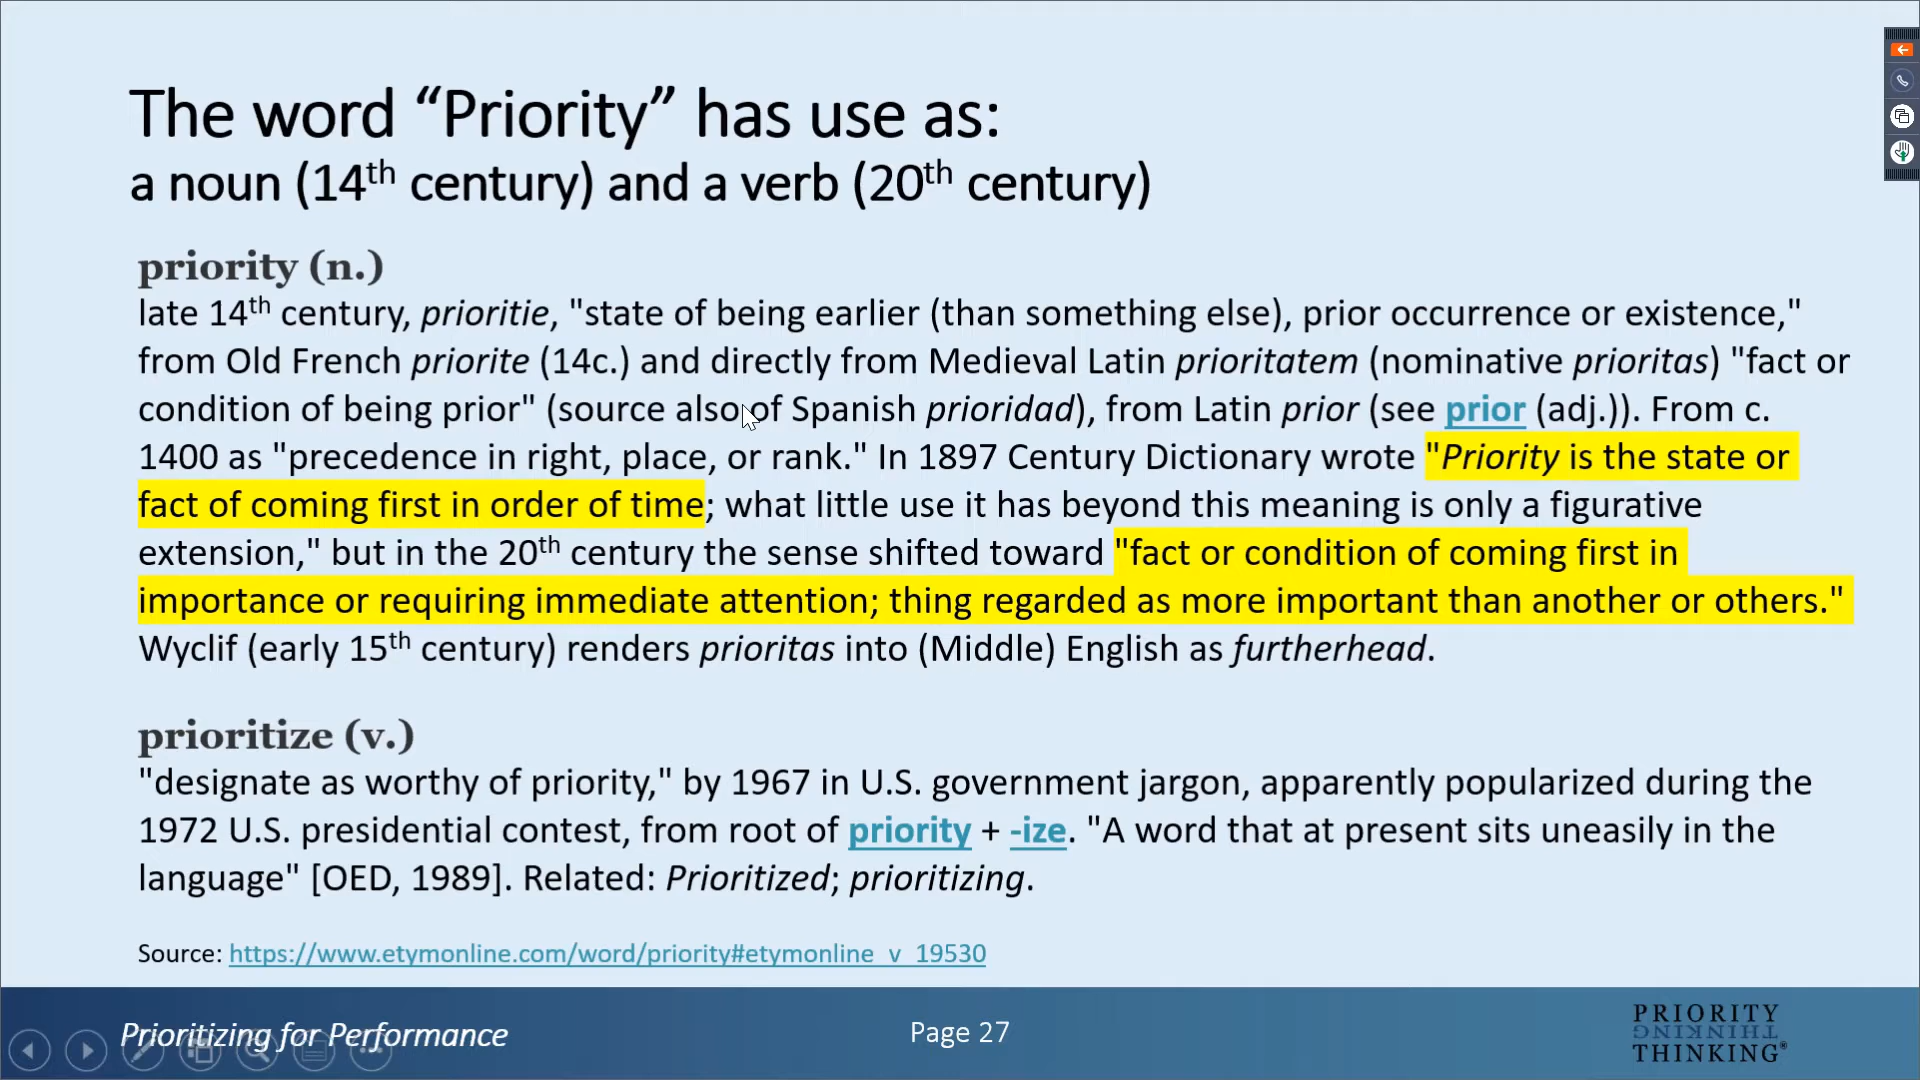 The word “Priority” has use as:
a noun (14th century) and a verb (20th century)
priority (n.)
late 14th century, prioritie, "state of being earlier (than something else), prior occurrence or existence,"
from Old French priorite (14c.) and directly from Medieval Latin prioritatem (nominative prioritas) "fact or
condition of being prior" (source also of Spanish prioridad), from Latin prior (see prior (adj.)). From c.
1400 as "precedence in right, place, or rank." In 1897 Century Dictionary wrote "Priority is the state or
fact of coming first in order of time; what little use it has beyond this meaning is only a figurative
extension," but in the 20th century the sense shifted toward "fact or condition of coming first in
importance or requiring immediate attention; thing regarded as more important than another or others."
Wyclif (early 15th century) renders prioritas into (Middle) English as furtherhead.
prioritize (v.)
"designate as worthy of priority," by 1967 in U.S. government jargon, apparently popularized during the
1972 U.S. presidential contest, from root of priority + -ize. "A word that at present sits uneasily in the
language" [OED, 1989]. Related: Prioritized; prioritizing.
Source: https://www.etymonline.com/word/priority#etymonline_v_19530
Prioritizing for Performance
Page 27
PRIORITY
THINKING
THINKING®